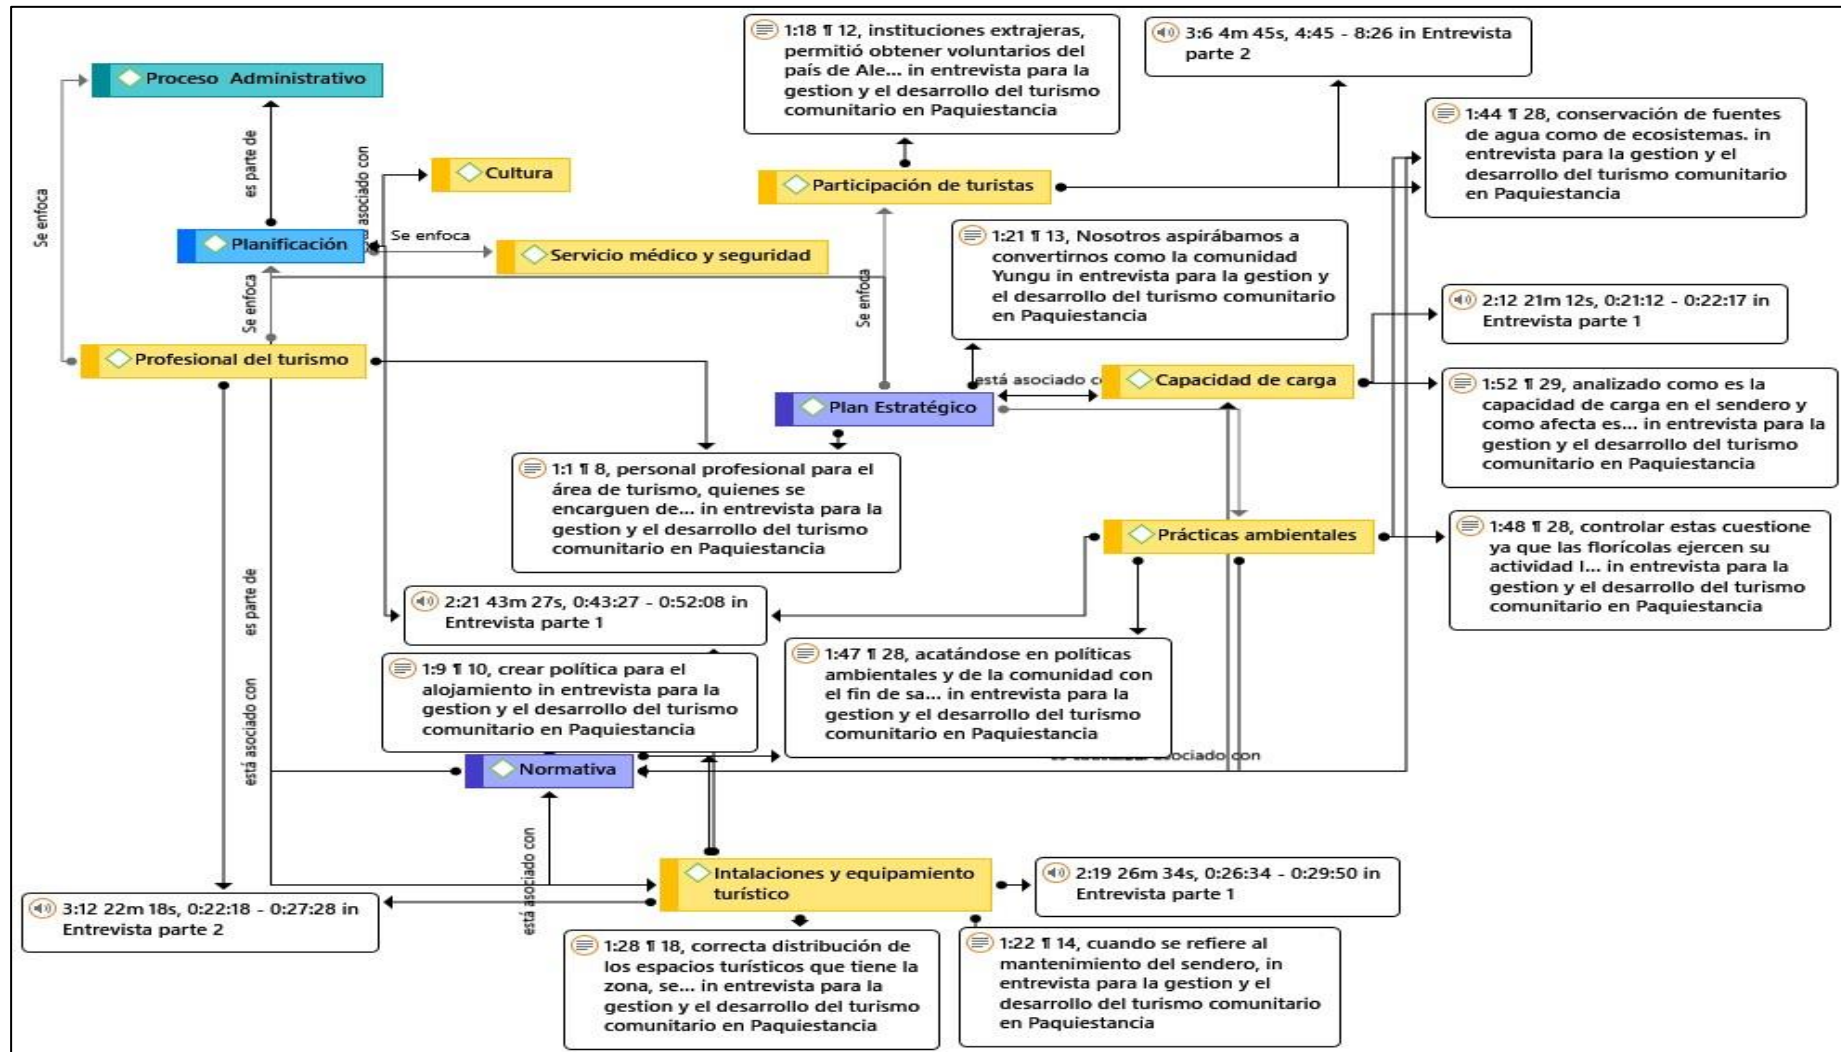 1:18 ¶ 12, instituciones extrajeras,
permitió obtener voluntarios del
país de Ale... in entrevista para la
gestion y el desarrollo del turismo
comunitario en Paquiestancia
3:6 4m 45s, 4:45 - 8:26 in Entrevista
parte 2
Proceso Administrativo
1:44 ¶ 28, conservación de fuentes
de agua como de ecosistemas. in
entrevista para la gestion y el
desarrollo del turismo comunitario
en Paquiestancia
es parte de
asociado con
Cultura
Participación de turistas
Se enfoca
Planificación
Se enfoca
Servicio médico y seguridad
1:21 ¶ 13, Nosotros aspirábamos a
convertirnos como la comunidad
Yungu in entrevista para la gestion y
el desarrollo del turismo comunitario
en Paquiestancia
Se enfoca
Se enfoca
2:12 21m 12s, 0:21:12 - 0:22:17 in
Entrevista parte 1
Profesional del turismo
está asociado
Capacidad de carga
Plan Estratégico
1:52 ¶ 29, analizado como es la
capacidad de carga en el sendero y
como afecta es... in entrevista para la
gestion y el desarrollo del turismo
comunitario en Paquiestancia
1:1 ¶ 8, personal profesional para el
área de turismo, quienes se
encarguen de... in entrevista para la
gestion y el desarrollo del turismo
comunitario en Paquiestancia
Prácticas ambientales
1:48 ¶ 28, controlar estas cuestione
ya que las florícolas ejercen su
actividad l... in entrevista para la
gestion y el desarrollo del turismo
comunitario en Paquiestancia
es parte de
2:21 43m 27s, 0:43:27 - 0:52:08 in
Entrevista parte 1
1:9 ¶ 10, crear política para el
alojamiento in entrevista para la
gestion y el desarrollo del turismo
comunitario en Paquiestancia
1:47 ¶ 28, acatándose en políticas
ambientales y de la comunidad con
el fin de sa... in entrevista para la
gestion y el desarrollo del turismo
comunitario en Paquiestancia
está asociado con
asociado con
Normativa
está asociado con
Intalaciones y equipamiento
turístico
2:19 26m 34s, 0:26:34 - 0:29:50 in
Entrevista parte 1
3:12 22m 18s, 0:22:18 - 0:27:28 in
Entrevista parte 2
1:28 ¶ 18, correcta distribución de
los espacios turísticos que tiene la
zona, se... in entrevista para la
gestion y el desarrollo del turismo
comunitario en Paquiestancia
1:22 ¶ 14, cuando se refiere al
mantenimiento del sendero, in
entrevista para la gestion y el
desarrollo del turismo comunitario
en Paquiestancia